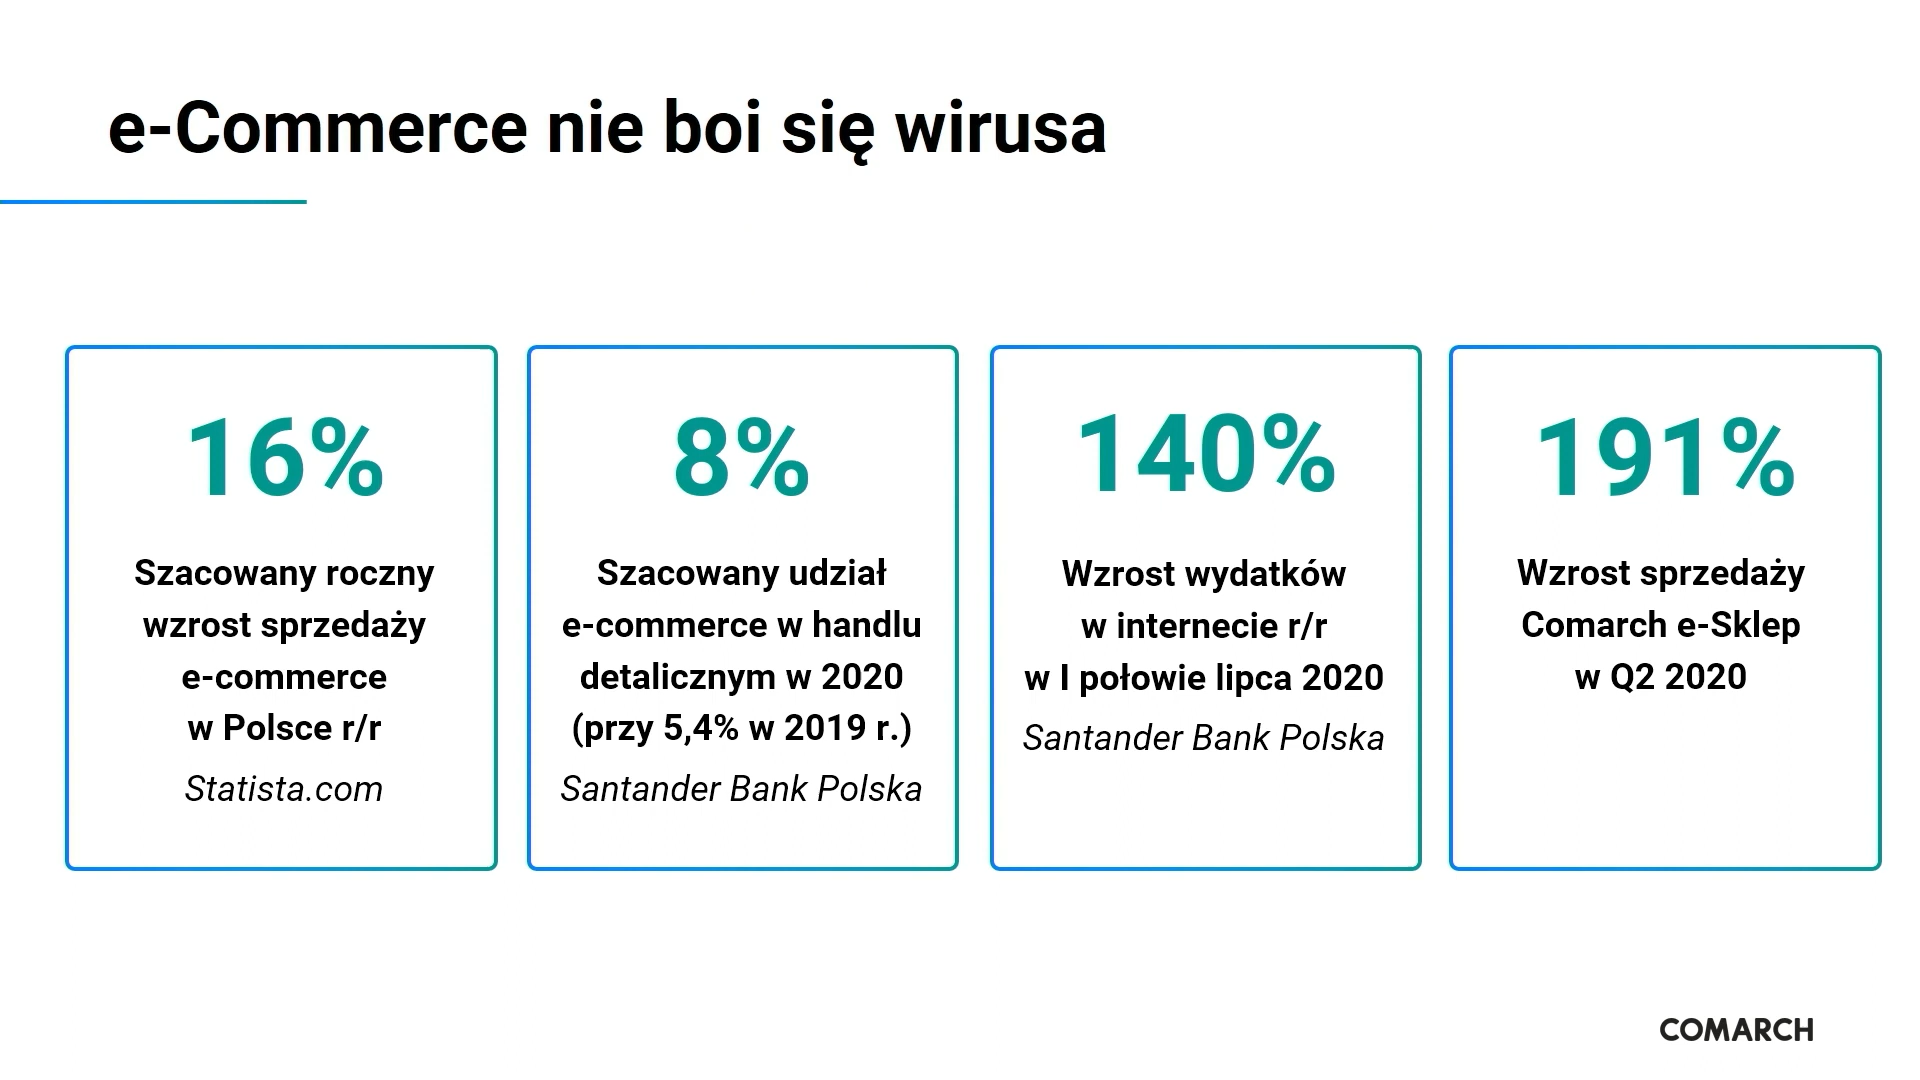 e-Commerce nie boi się wirusa
16%
Szacowany roczny
wzrost sprzedaży
e-commerce
w Polsce r/r
Statista.com
8%
Szacowany udział
e-commerce w handlu
detalicznym w 2020
(przy 5,4% w 2019 r.)
Santander Bank Polska
140%
Wzrost wydatków
w internecie r/r
w I połowie lipca 2020
Santander Bank Polska
191%
Wzrost sprzedaży
Comarch e-Sklep
w Q2 2020
COMARCH